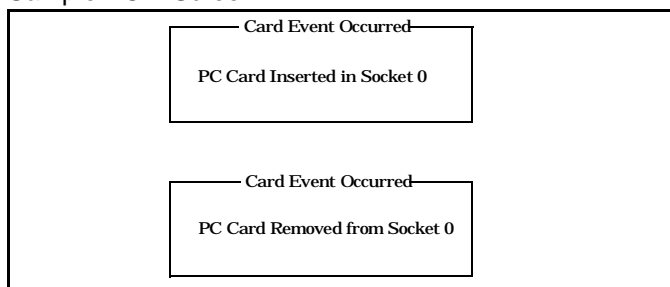 Card Event Occurred
PC Card Inserted in Socket 0
Card Event Occurred
PC Card Removed from Socket 0